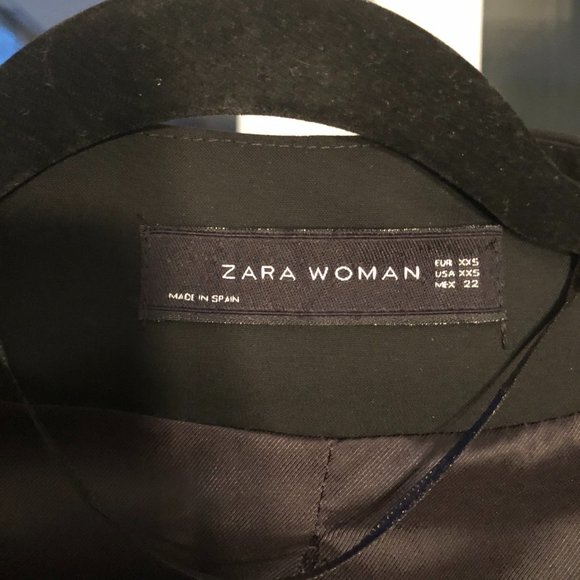 ZARA WOMAN
EUR XXS
USA XXS
MEX 22
MADE IN SPAIN